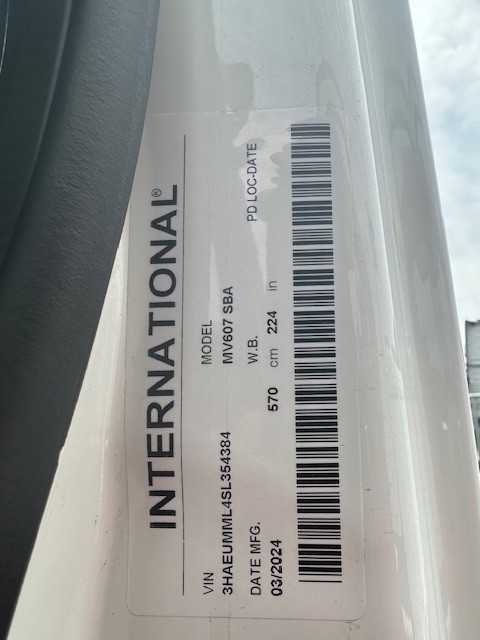 INTERNATIONAL®
VIN MODEL
3HAEUMML4SL354384 MV607 SBA
DATE MFG. W.B. PD LOC-DATE
03/2024 570 cm 224 in